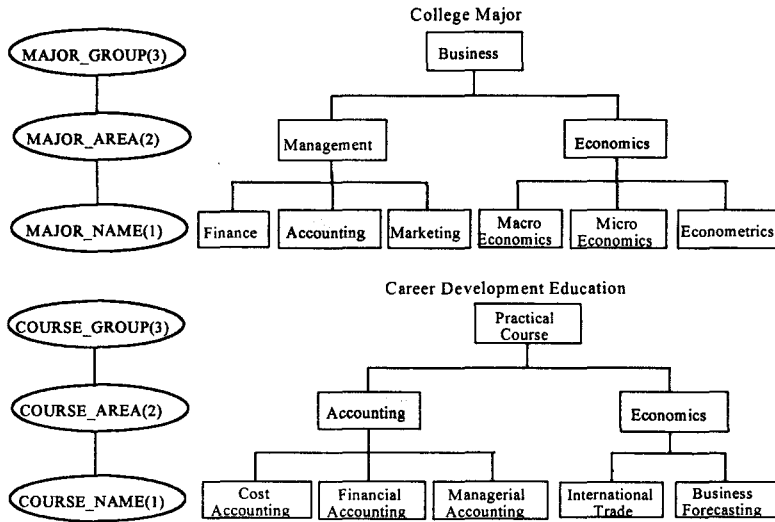 College Major
MAJOR_GROUP(3)
Business
MAJOR_AREA(2)
Management
Economics
MAJOR_NAME(1)
Finance
Accounting
Marketing
Macro
Economics
Micro
Economics
Econometrics
Career Development Education
COURSE_GROUP(3)
Practical
Course
COURSE_AREA(2)
Accounting
Economics
COURSE_NAME(1)
Cost
Accounting
Financial
Accounting
Managerial
Accounting
International
Trade
Business
Forecasting